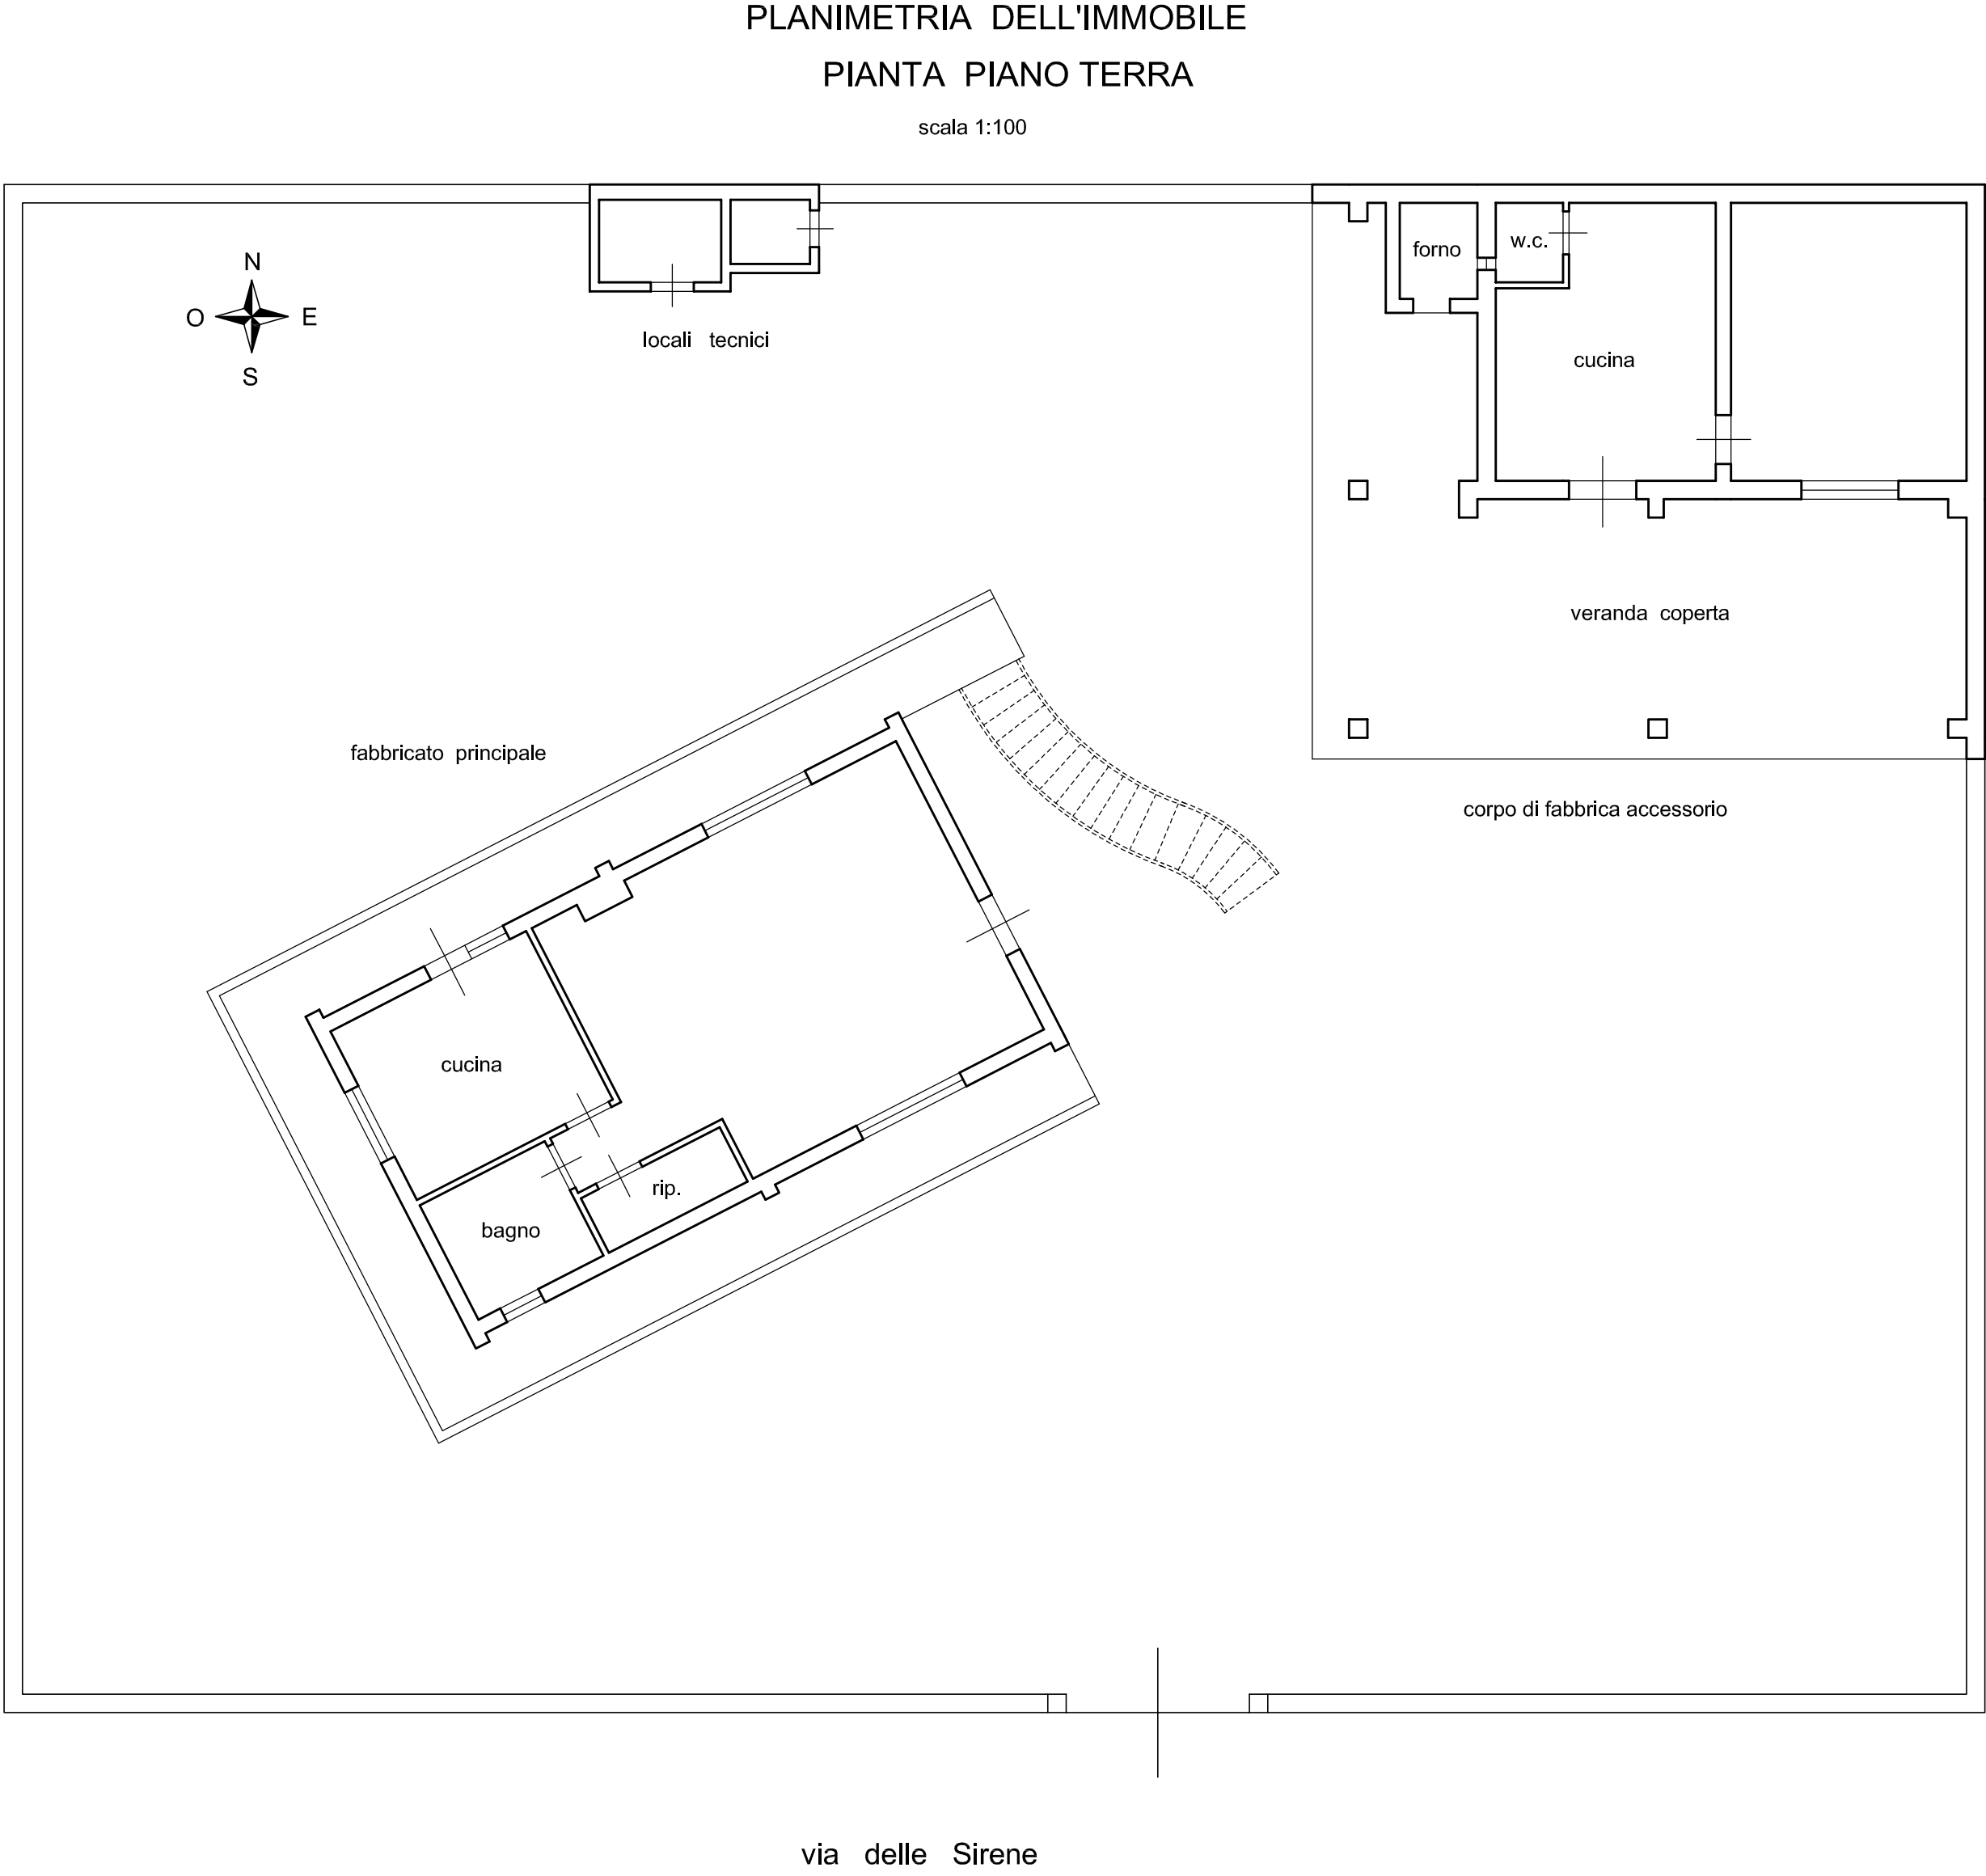 PLANIMETRIA DELL'IMMOBILE
PIANTA PIANO TERRA
scala 1:100
N
O E
S
locali tecnici
forno
w.c.
cucina
veranda coperta
corpo di fabbrica accessorio
fabbricato principale
cucina
rip.
bagno
via delle Sirene